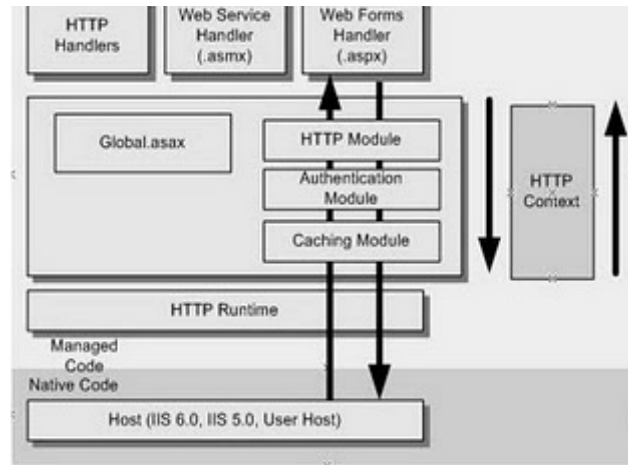 HTTP
Handlers
Web Service
Handler
(.asmx)
Web Forms
Handler
(.aspx)
Global.asax
HTTP Module
Authentication
Module
Caching Module
HTTP
Context
HTTP Runtime
Managed
Code
Native Code
Host (IIS 6.0, IIS 5.0, User Host)